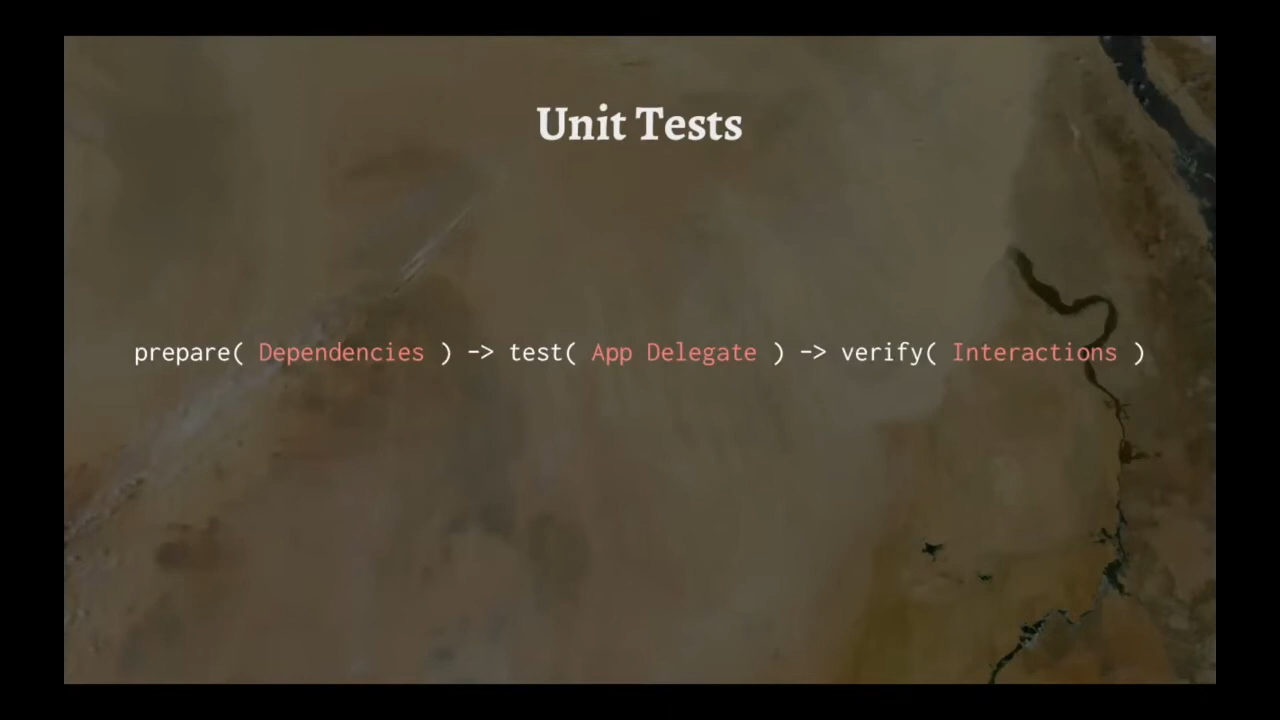 Unit Tests
prepare( Dependencies ) -> test( App Delegate ) -> verify( Interactions )